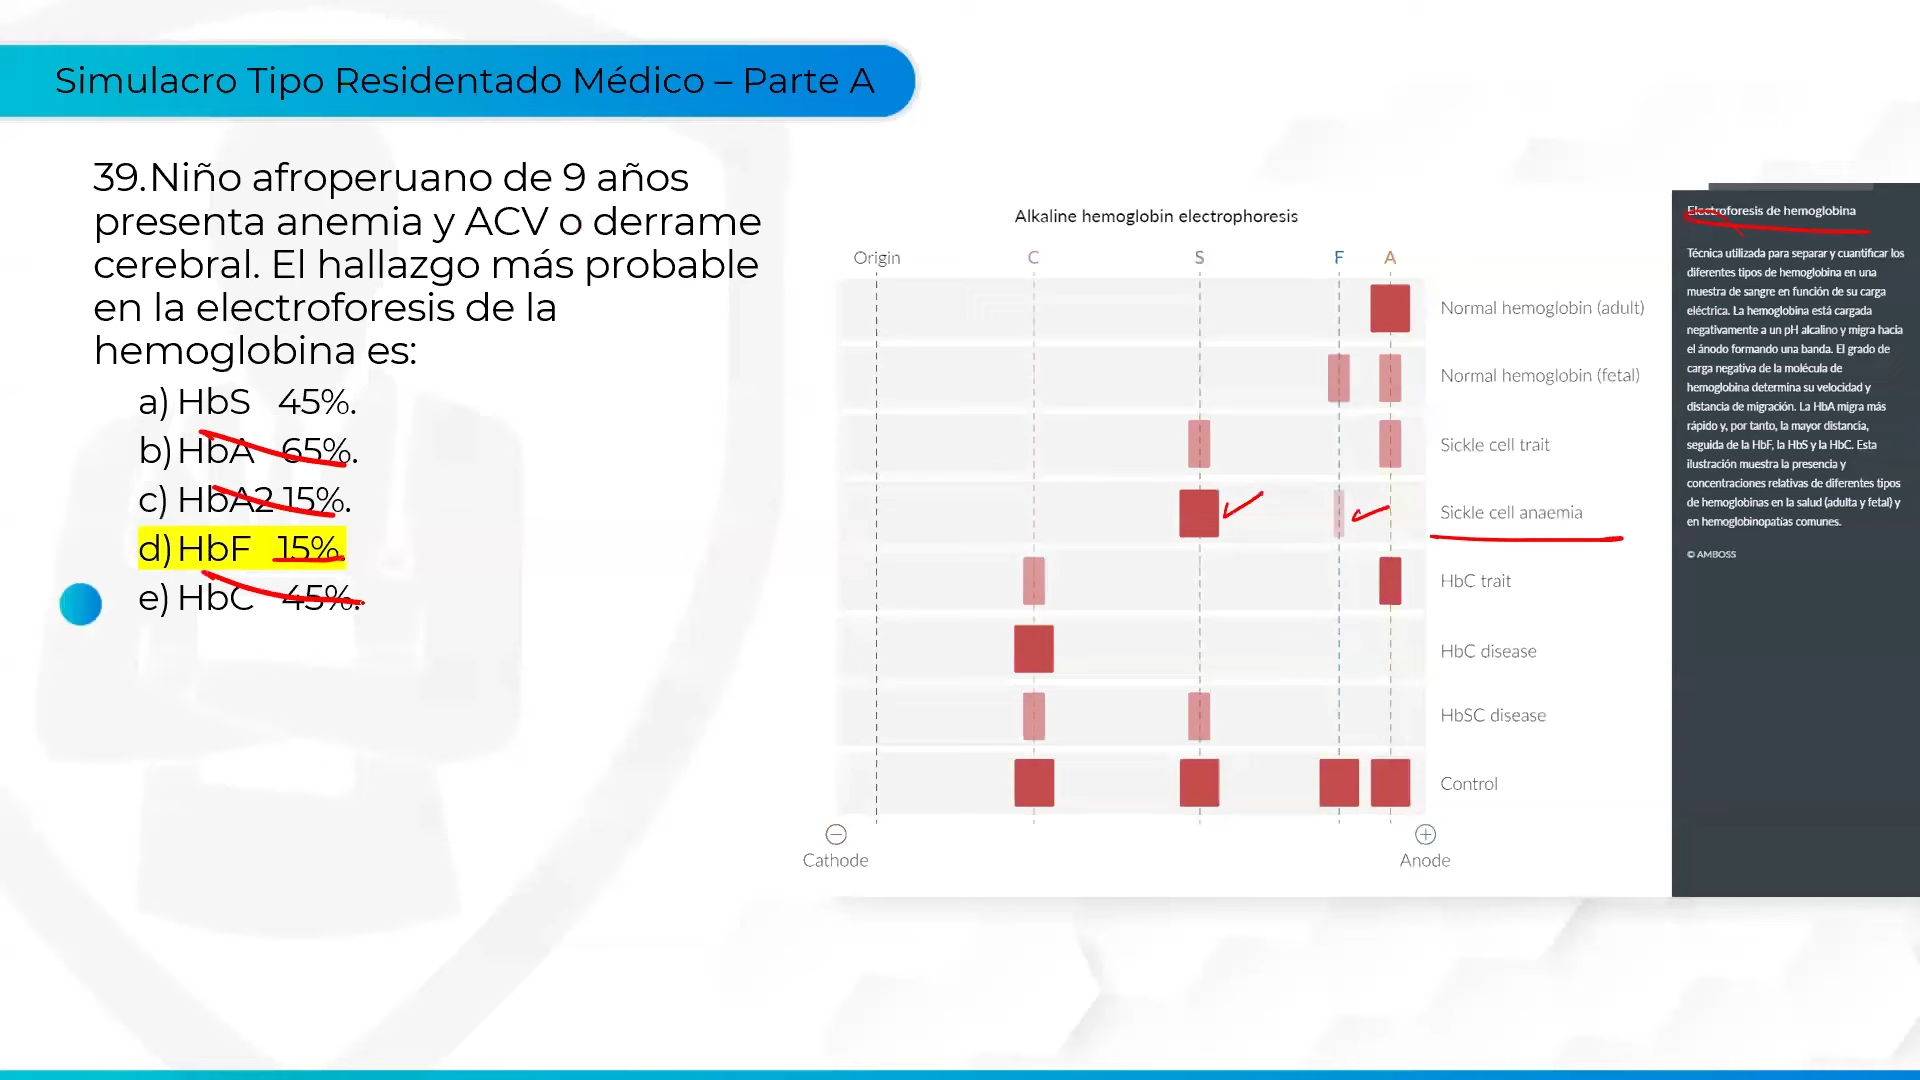 Simulacro Tipo Residentado Médico – Parte A
39.Niño afroperuano de 9 años
presenta anemia y ACV o derrame
cerebral. El hallazgo más probable
en la electroforesis de la
hemoglobina es:
a) HbS 45%.
b) HbA 65%.
c) HbA2 15%.
d) HbF 15%.
e) HbC 45%.
Alkaline hemoglobin electrophoresis
Origin C S F A
Normal hemoglobin (adult)
Normal hemoglobin (fetal)
Sickle cell trait
Sickle cell anaemia
HbC trait
HbC disease
HbSC disease
Control
Cathode Anode
Electroforesis de hemoglobina
Técnica utilizada para separar y cuantificar los
diferentes tipos de hemoglobina en una
muestra de sangre en función de su carga
eléctrica. La hemoglobina está cargada
negativamente a un pH alcalino y migra hacia
el ánodo formando una banda. El grado de
carga negativa de la molécula de
hemoglobina determina su velocidad y
distancia de migración. La HbA migra más
rápido y, por tanto, la mayor distancia,
seguida de la HbF, la HbS y la HbC. Esta
ilustración muestra la presencia y
concentraciones relativas de diferentes tipos
de hemoglobinas en la salud (adulta y fetal) y
en hemoglobinopatías comunes.
© AMBOSS